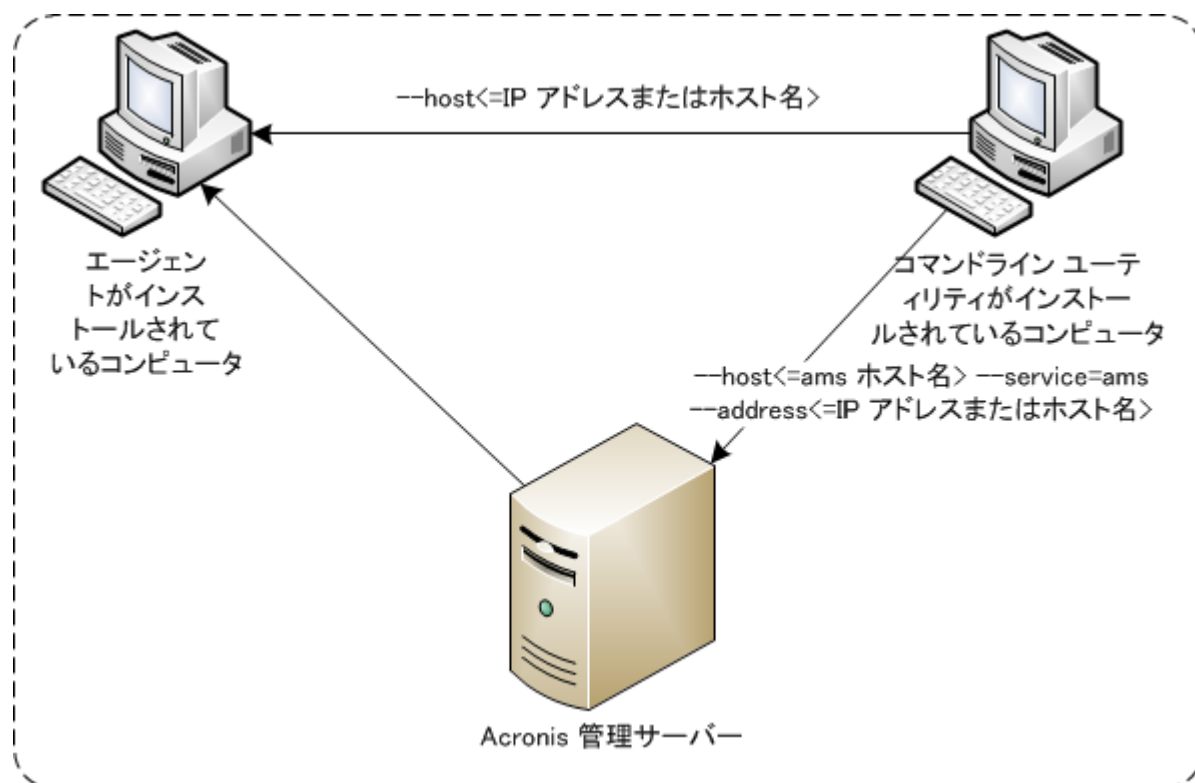 --host<=IP アドレスまたはホスト名>
エージェン
トがインス
トールされて
いるコンピュータ
コマンドライン ユーテ
ィリティがインストー
ルされているコンピュータ
--host<=ams ホスト名> --service=ams
--address<=IP アドレスまたはホスト名>
Acronis 管理サーバー